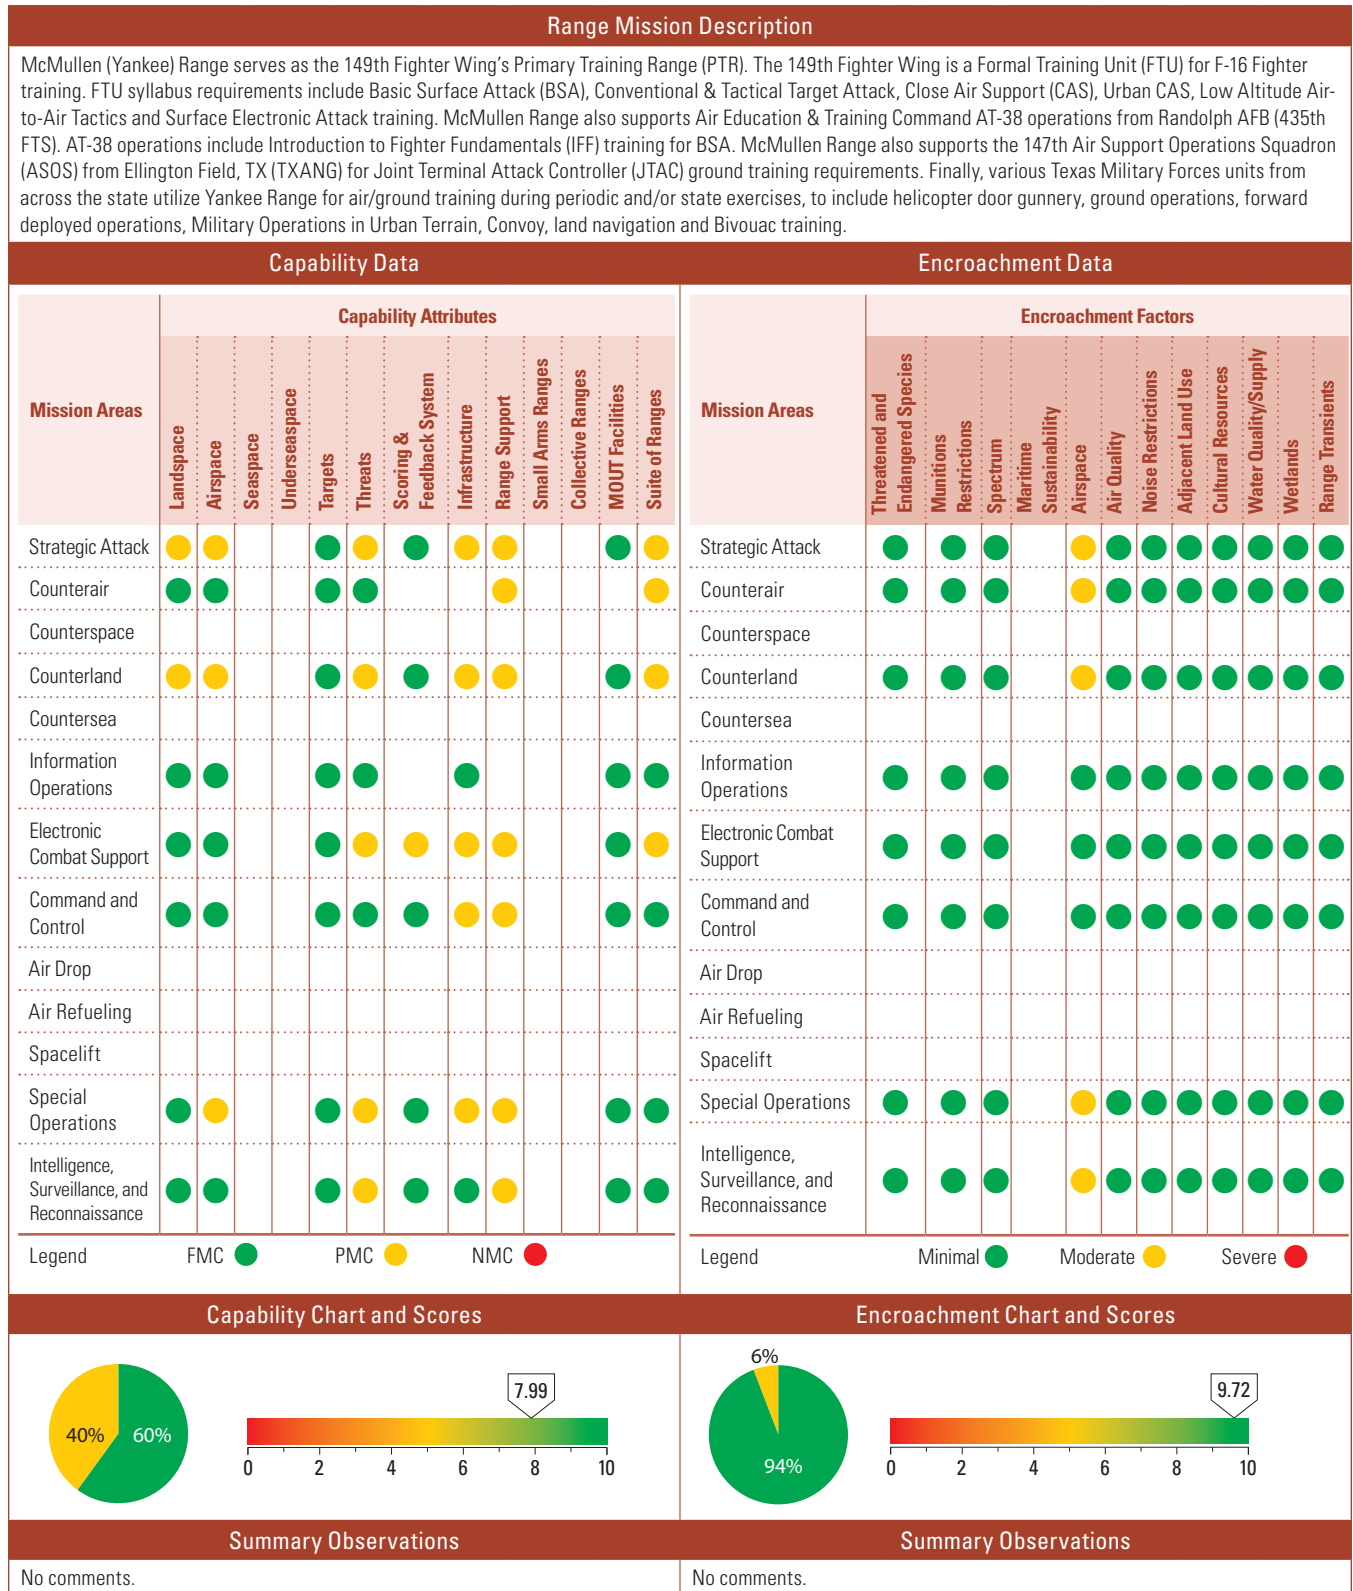 Range Mission Description
McMullen (Yankee) Range serves as the 149th Fighter Wing's Primary Training Range (PTR). The 149th Fighter Wing is a Formal Training Unit (FTU) for F-16 Fighter
training. FTU syllabus requirements include Basic Surface Attack (BSA), Conventional & Tactical Target Attack, Close Air Support (CAS), Urban CAS, Low Altitude Air-
to-Air Tactics and Surface Electronic Attack training. McMullen Range also supports Air Education & Training Command AT-38 operations from Randolph AFB (435th
FTS). AT-38 operations include Introduction to Fighter Fundamentals (IFF) training for BSA. McMullen Range also supports the 147th Air Support Operations Squadron
(ASOS) from Ellington Field, TX (TXANG) for Joint Terminal Attack Controller (JTAC) ground training requirements. Finally, various Texas Military Forces units from
across the state utilize Yankee Range for air/ground training during periodic and/or state exercises, to include helicopter door gunnery, ground operations, forward
deployed operations, Military Operations in Urban Terrain, Convoy, land navigation and Bivouac training.
Capability Data
Mission Areas
Capability Attributes
Landspace
Airspace
Seaspace
Underseaspace
Targets
Threats
Scoring &
Feedback System
Infrastructure
Range Support
Small Arms Ranges
Collective Ranges
MOUT Facilities
Suite of Ranges
Strategic Attack
Counterair
Counterspace
Counterland
Countersea
Information
Operations
Electronic
Combat Support
Command and
Control
Air Drop
Air Refueling
Spacelift
Special
Operations
Intelligence,
Surveillance, and
Reconnaissance
Legend
FMC
PMC
NMC
Encroachment Data
Mission Areas
Encroachment Factors
Threatened and
Endangered Species
Munitions
Restrictions
Spectrum
Maritime
Sustainability
Airspace
Air Quality
Noise Restrictions
Adjacent Land Use
Cultural Resources
Water Quality/Supply
Wetlands
Range Transients
Strategic Attack
Counterair
Counterspace
Counterland
Countersea
Information
Operations
Electronic Combat
Support
Command and
Control
Air Drop
Air Refueling
Spacelift
Special Operations
Intelligence,
Surveillance, and
Reconnaissance
Legend
Minimal
Moderate
Severe
Capability Chart and Scores
40%
60%
7.99
0 2 4 6 8 10
Encroachment Chart and Scores
6%
94%
9.72
0 2 4 6 8 10
Summary Observations
No comments.
Summary Observations
No comments.